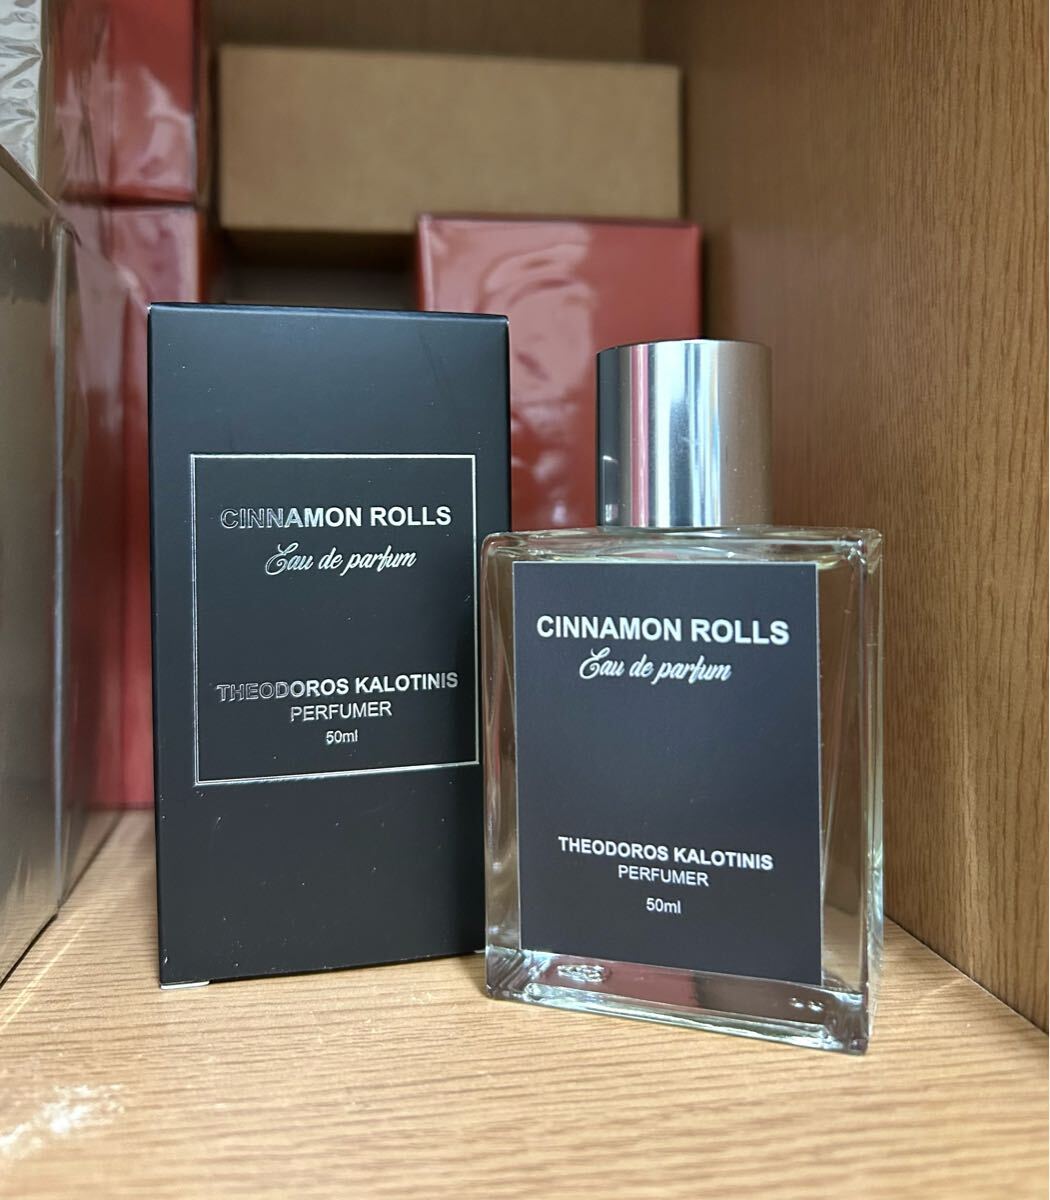 CINNAMON ROLLS
Eau de parfum
THEODOROS KALOTINIS
PERFUMER
50ml
CINNAMON ROLLS
Eau de parfum
THEODOROS KALOTINIS
PERFUMER
50ml